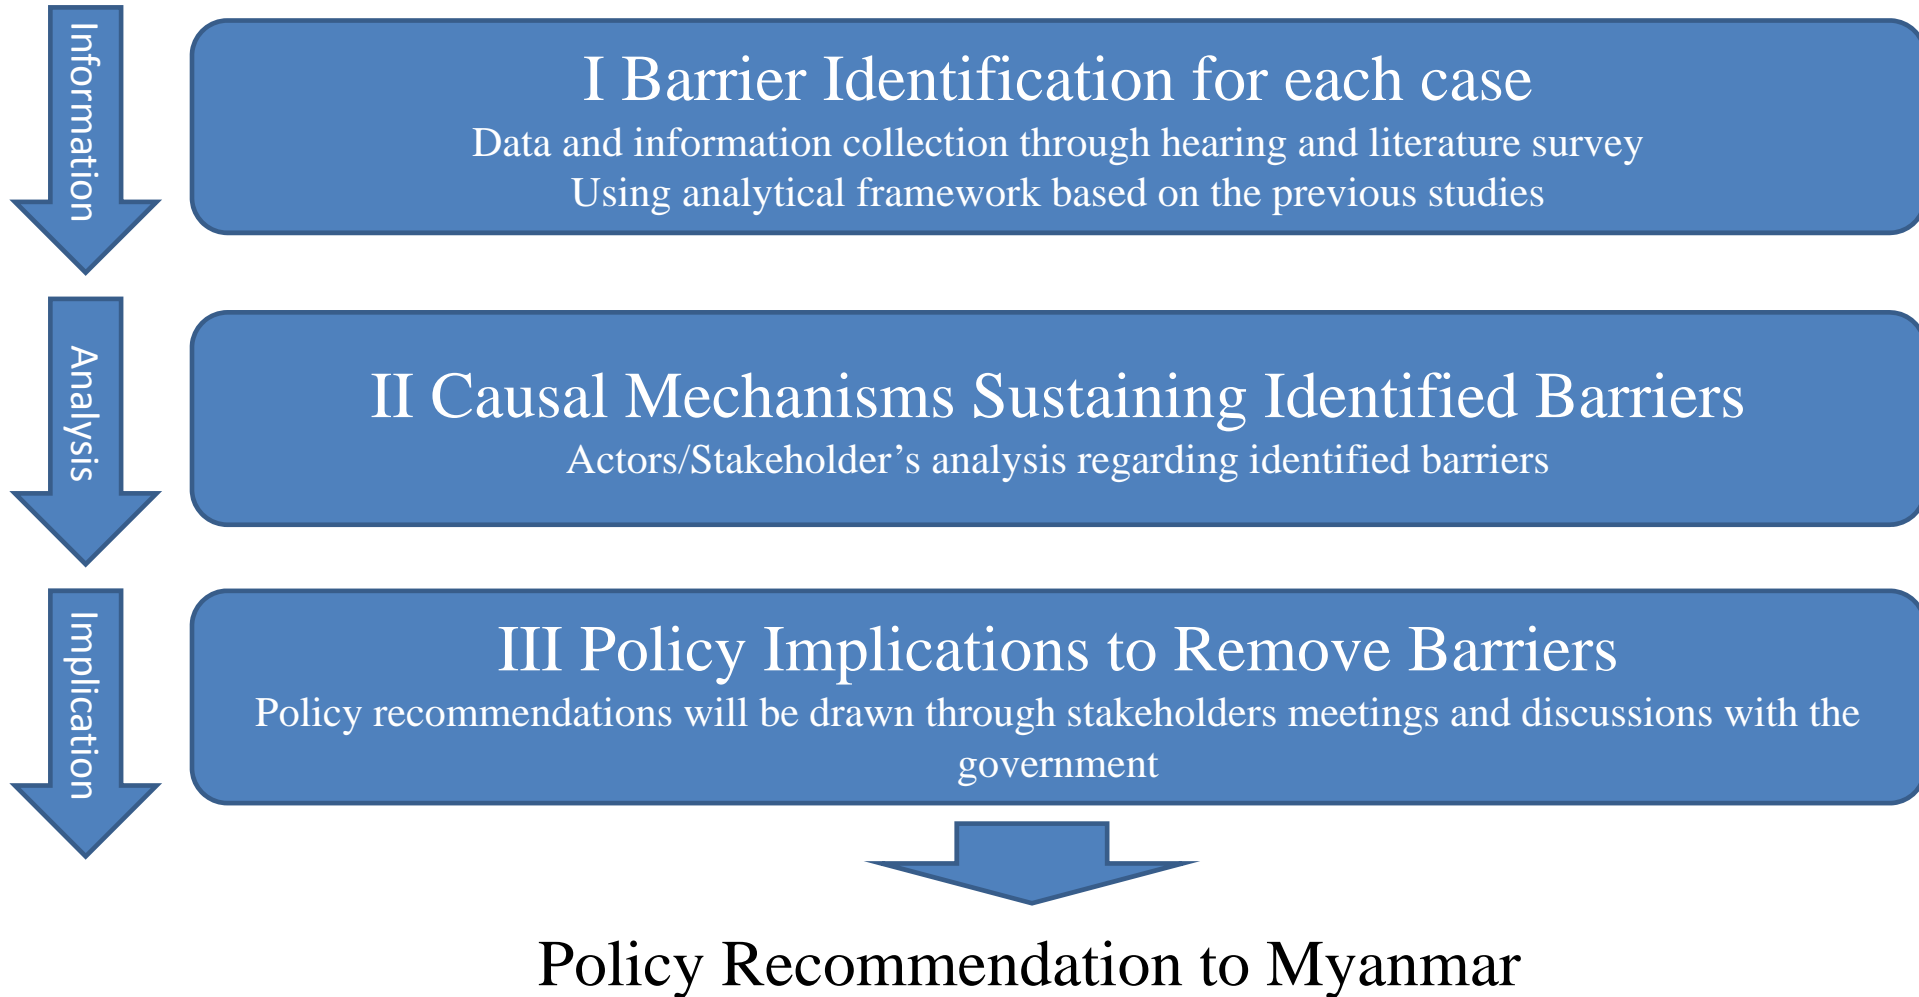 Information
I Barrier Identification for each case
Data and information collection through hearing and literature survey
Using analytical framework based on the previous studies
Analysis
II Causal Mechanisms Sustaining Identified Barriers
Actors/Stakeholder’s analysis regarding identified barriers
Implication
III Policy Implications to Remove Barriers
Policy recommendations will be drawn through stakeholders meetings and discussions with the
government
Policy Recommendation to Myanmar